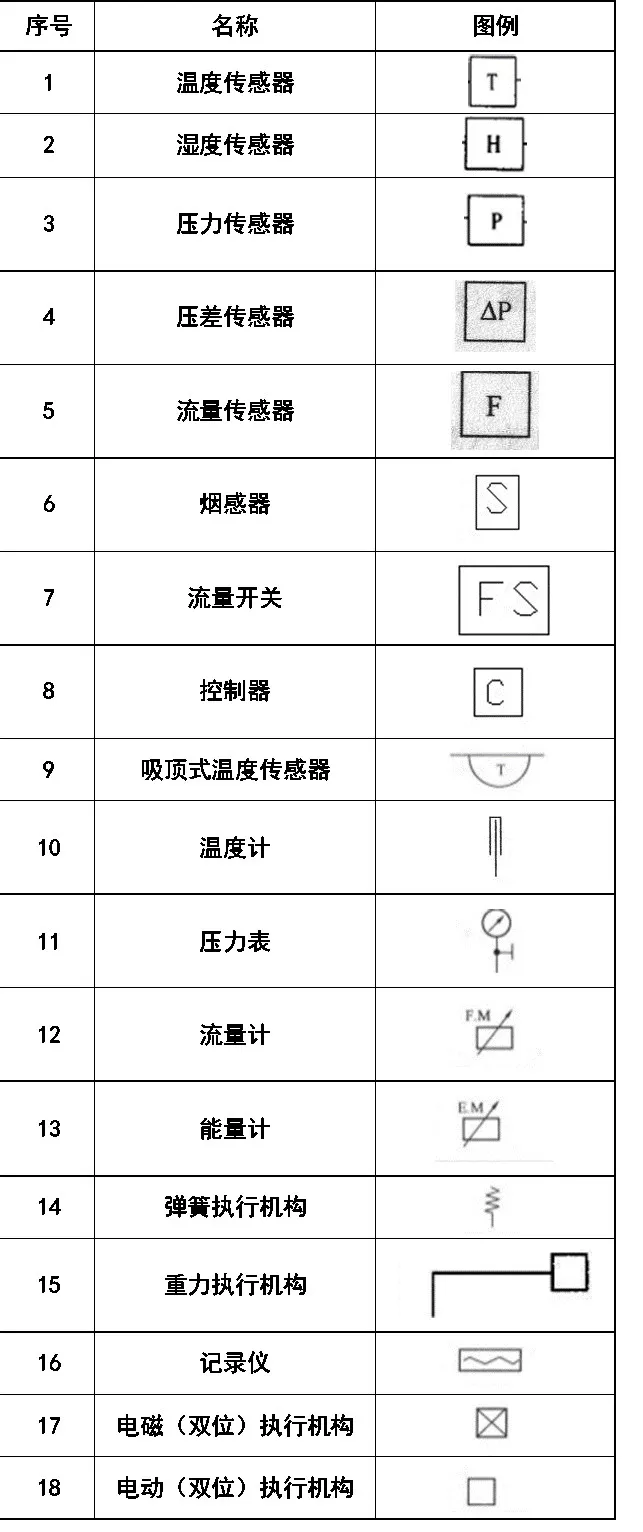 序号 名称 图例
1 温度传感器 T
2 湿度传感器 H
3 压力传感器 P
4 压差传感器 ΔP
5 流量传感器 F
6 烟感器 S
7 流量开关 FS
8 控制器 C
9 吸顶式温度传感器 T
10 温度计
11 压力表
12 流量计 F.M
13 能量计 E.M
14 弹簧执行机构
15 重力执行机构
16 记录仪
17 电磁（双位）执行机构
18 电动（双位）执行机构